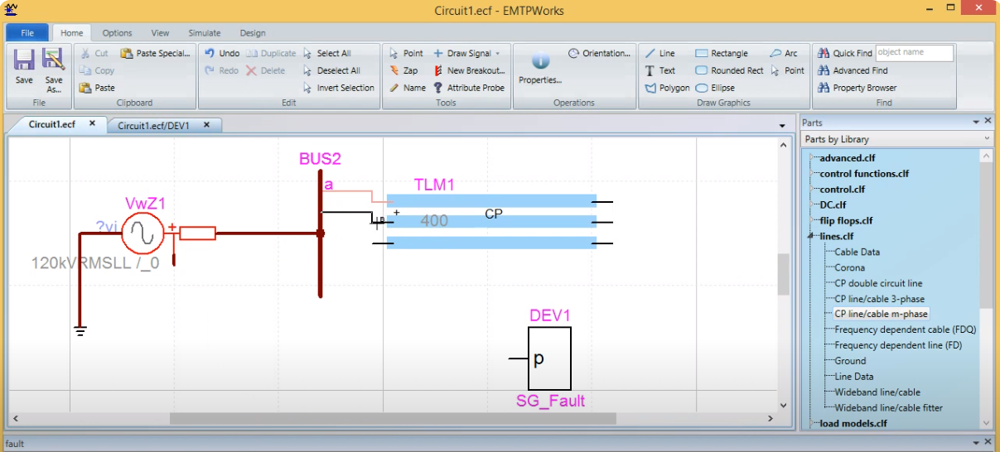 Circuit1.ecf - EMTPWorks
File Home Options View Simulate Design
Cut Paste Special... Undo Duplicate Select All Point Draw Signal Zap New Breakout... Orientation... Line Rectangle Arc Quick Find object name
Copy Redo Delete Deselect All T Text Rounded Rect Point Advanced Find
Save Save As... Paste Invert Selection Name ? Attribute Probe Properties... Polygon Ellipse Property Browser
File Clipboard Edit Tools Operations Draw Graphics Find
Circuit1.ecf Circuit1.ecf/DEV1
BUS2
a
TLM1
VwZ1
?vi
+
+
CP
400
B
120kVRMSLL /_0
DEV1
p
SG_Fault
Parts
Parts by Library
advanced.clf
control functions.clf
control.clf
DC.clf
flip flops.clf
lines.clf
Cable Data
Corona
CP double circuit line
CP line/cable 3-phase
CP line/cable m-phase
Frequency dependent cable (FDQ)
Frequency dependent line (FD)
Ground
Line Data
Wideband line/cable
Wideband line/cable fitter
load models.clf
fault